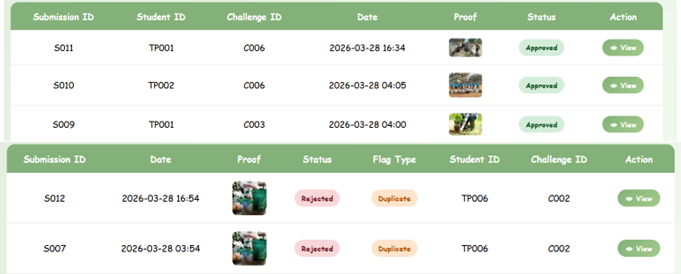 Submission ID Student ID Challenge ID Date Proof Status Action
S011 TP001 C006 2026-03-28 16:34 Approved View
S010 TP002 C006 2026-03-28 04:05 Approved View
S009 TP001 C003 2026-03-28 04:00 Approved View
Submission ID Date Proof Status Flag Type Student ID Challenge ID Action
S012 2026-03-28 16:54 Rejected Duplicate TP006 C002 View
S007 2026-03-28 03:54 Rejected Duplicate TP006 C002 View